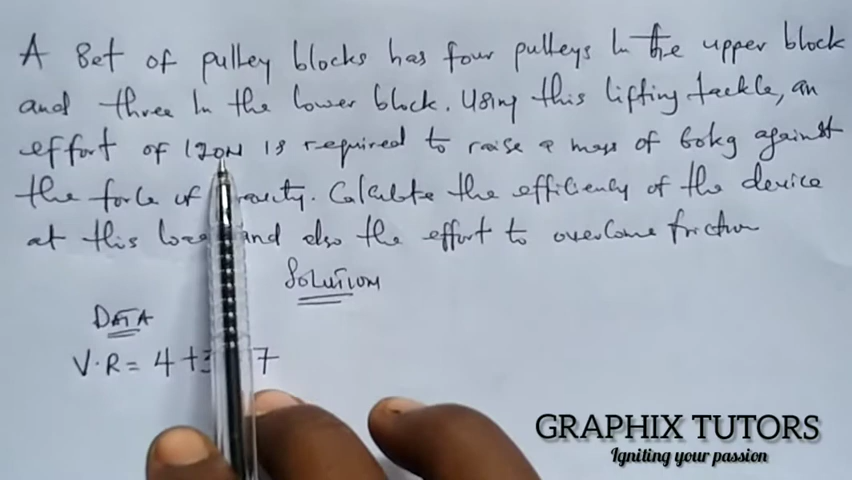 A set of pulley blocks has four pulleys in the upper block
and three in the lower block. Using this lifting tackle, an
effort of 120N is required to raise a mass of 60kg against
the force of gravity. Calculate the efficiency of the device
at this load and also the effort to overcome friction
SOLUTION
DATA
V.R = 4+3 7
GRAPHIX TUTORS
Igniting your passion